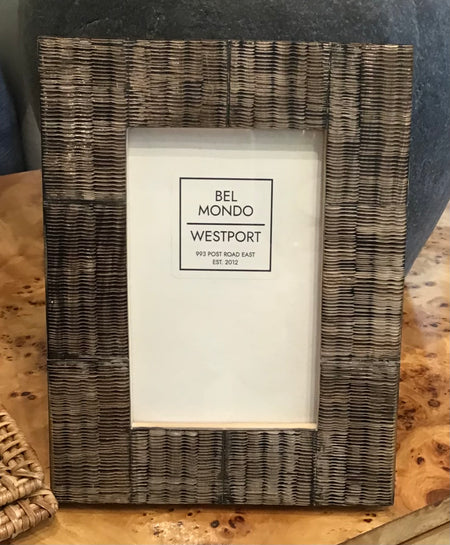 BEL
MONDO
WESTPORT
993 POST ROAD EAST
EST. 2012